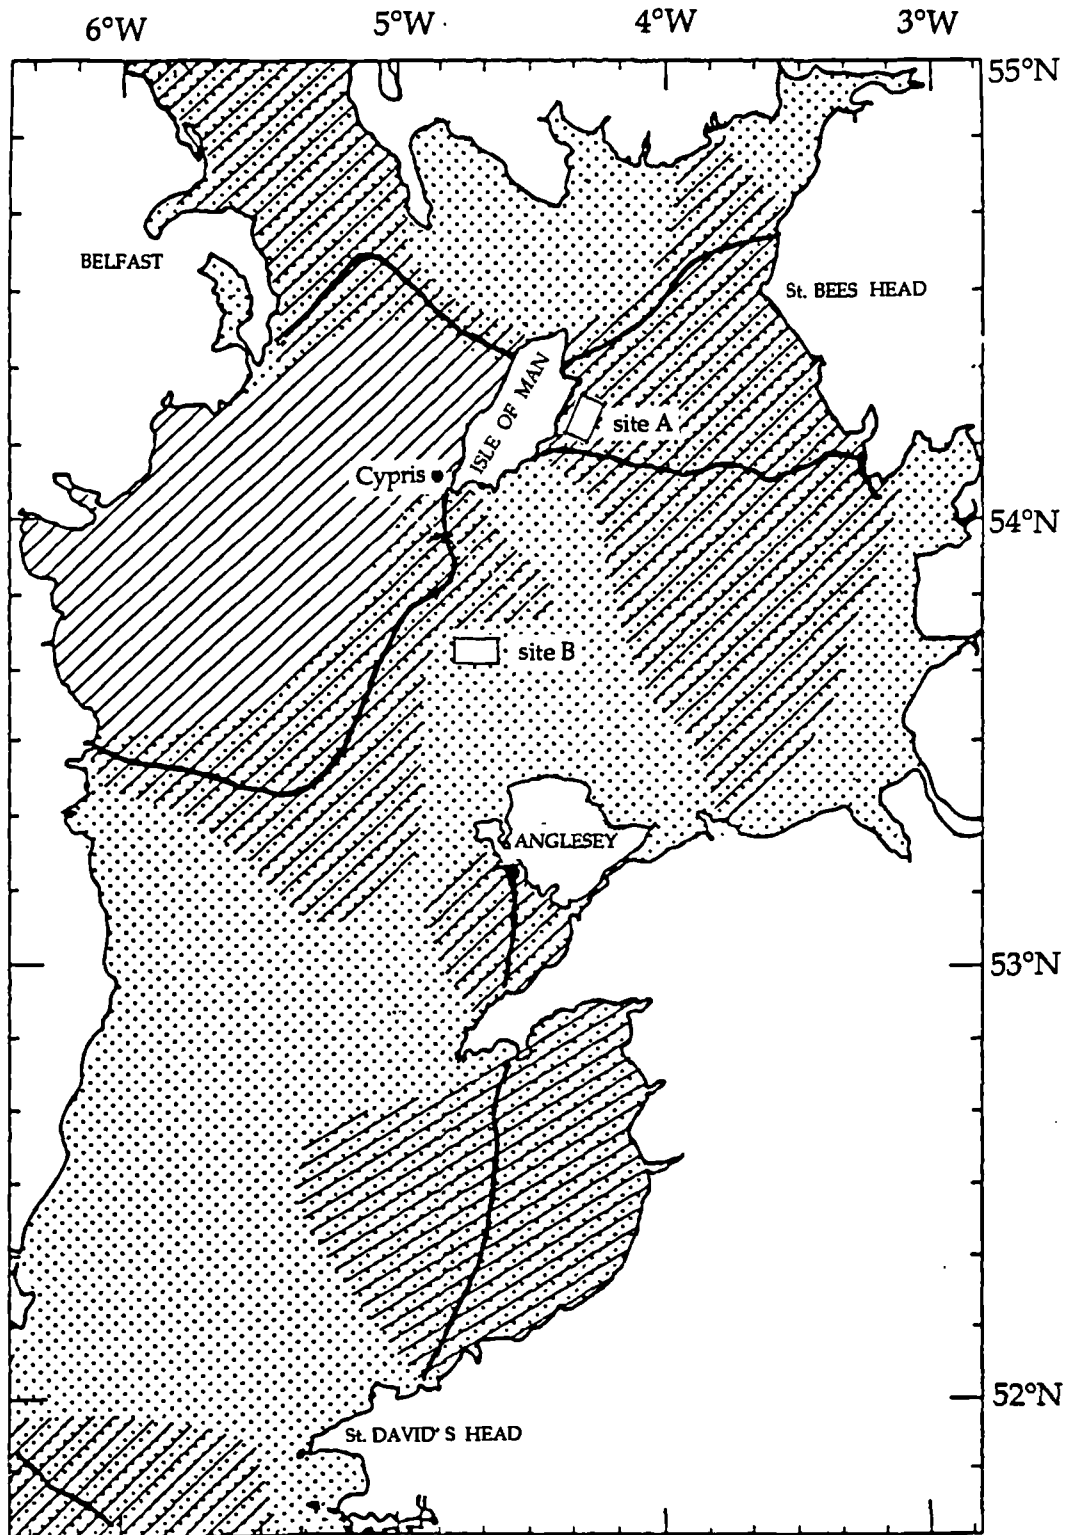 6°W 5°W 4°W 3°W
55°N
BELFAST
St. BEES HEAD
ISLE OF MAN
site A
Cypris
54°N
site B
ANGLESEY
53°N
52°N
St. DAVID'S HEAD